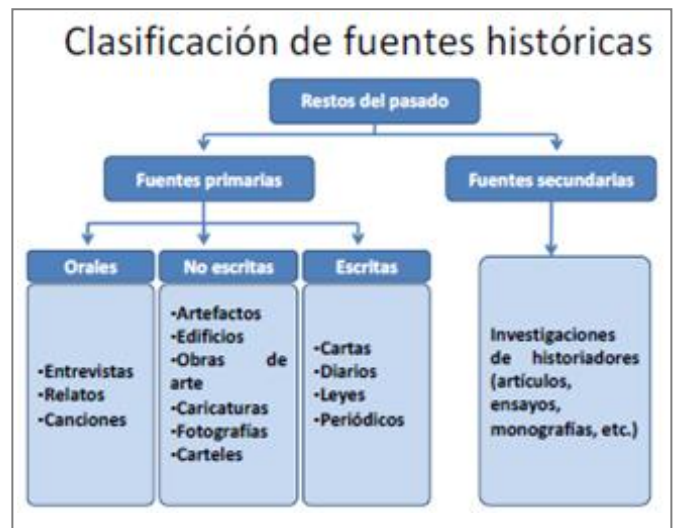 Clasificación de fuentes históricas
Restos del pasado
Fuentes primarias
Fuentes secundarias
Orales
•Entrevistas
•Relatos
•Canciones
No escritas
•Artefactos
•Edificios
•Obras de
arte
•Caricaturas
•Fotografías
•Carteles
Escritas
•Cartas
•Diarios
•Leyes
•Periódicos
Investigaciones
de historiadores
(artículos,
ensayos,
monografías, etc.)